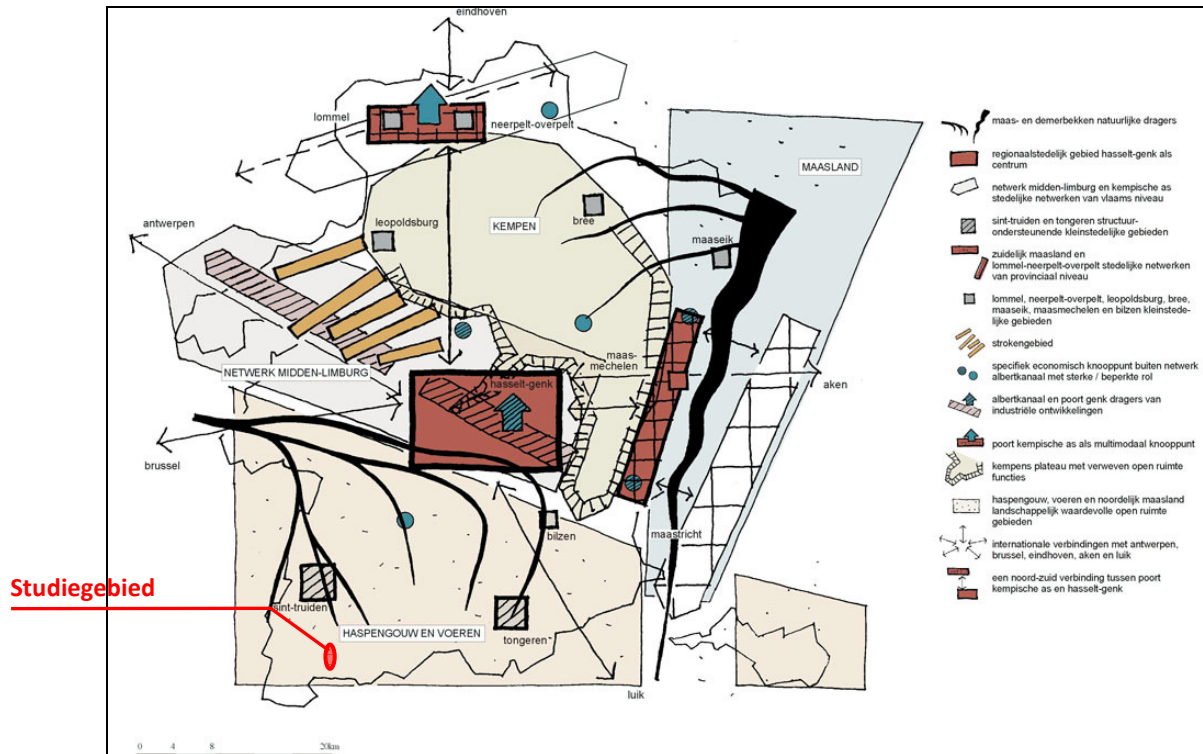 eindhoven
lommel
neerpelt-overpelt
MAASLAND
antwerpen
leopoldsburg
KEMPEN
bree
maaseik
NETWERK MIDDEN-LIMBURG
hasselt-genk
maas-
mechelen
aken
brussel
bilzen
maastricht
Studiegebied
sint-truiden
HASPENGOUW EN VOEREN
tongeren
luik
0 4 8 20km
maas- en demerbekken natuurlijke dragers
regionaalstedelijk gebied hasselt-genk als
centrum
netwerk midden-limburg en kempische as
stedelijke netwerken van vlaams niveau
sint-truiden en tongeren structuur-
ondersteunende kleinstedelijke gebieden
zuidelijk maasland en
lommel-neerpelt-overpelt stedelijke netwerken
van provinciaal niveau
lommel, neerpelt-overpelt, leopoldsburg, bree,
maaseik, maasmechelen en bilzen kleinstede-
lijke gebieden
strokengebied
specifiek economisch knooppunt buiten netwerk
albertkanaal met sterke / beperkte rol
albertkanaal en poort genk dragers van
industriële ontwikkelingen
poort kempische as als multimodaal knooppunt
kempens plateau met verweven open ruimte
functies
haspengouw, voeren en noordelijk maasland
landschappelijk waardevolle open ruimte
gebieden
internationale verbindingen met antwerpen,
brussel, eindhoven, aken en luik
een noord-zuid verbinding tussen poort
kempische as en hasselt-genk